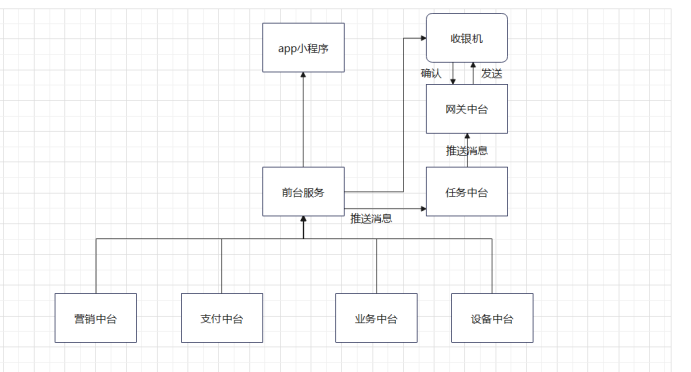 app小程序
收银机
确认
发送
网关中台
推送消息
前台服务
任务中台
推送消息
营销中台
支付中台
业务中台
设备中台